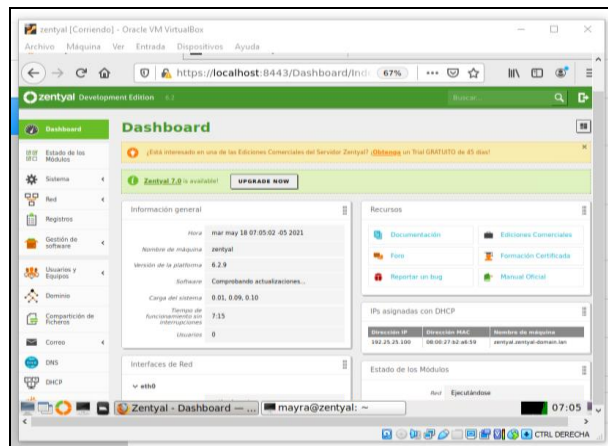 zentyal [Corriendo] - Oracle VM VirtualBox
Archivo Máquina Ver Entrada Dispositivos Ayuda
https://localhost:8443/Dashboard/Ind 67%
zentyal Development Edition 6.2 Buscar...
Dashboard
Estado de los Módulos
Sistema
Red
Registros
Gestión de software
Usuarios y Equipos
Dominio
Compartición de Ficheros
Correo
DNS
DHCP
Dashboard
¿Está interesado en una de las Ediciones Comerciales del Servidor Zentyal? ¡Obtenga un Trial GRATUITO de 45 días!
Zentyal 7.0 is available! UPGRADE NOW
Información general
Hora mar may 18 07:05:02 -05 2021
Nombre de máquina zentyal
Versión de la plataforma 6.2.9
Software Comprobando actualizaciones...
Carga del sistema 0.01, 0.09, 0.10
Tiempo de funcionamiento sin interrupciones 7:15
Usuarios 0
Interfaces de Red
eth0
Recursos
Documentación Ediciones Comerciales
Foro Formación Certificada
Reportar un bug Manual Oficial
IPs asignadas con DHCP
Dirección IP Dirección MAC Nombre de máquina
192.25.25.100 08:00:27:b2:a6:59 zentyal.zentyal-domain.lan
Estado de los Módulos
Red Ejecutándose
Zentyal - Dashboard — ... mayra@zentyal: ~ 07:05
CTRL DERECHA